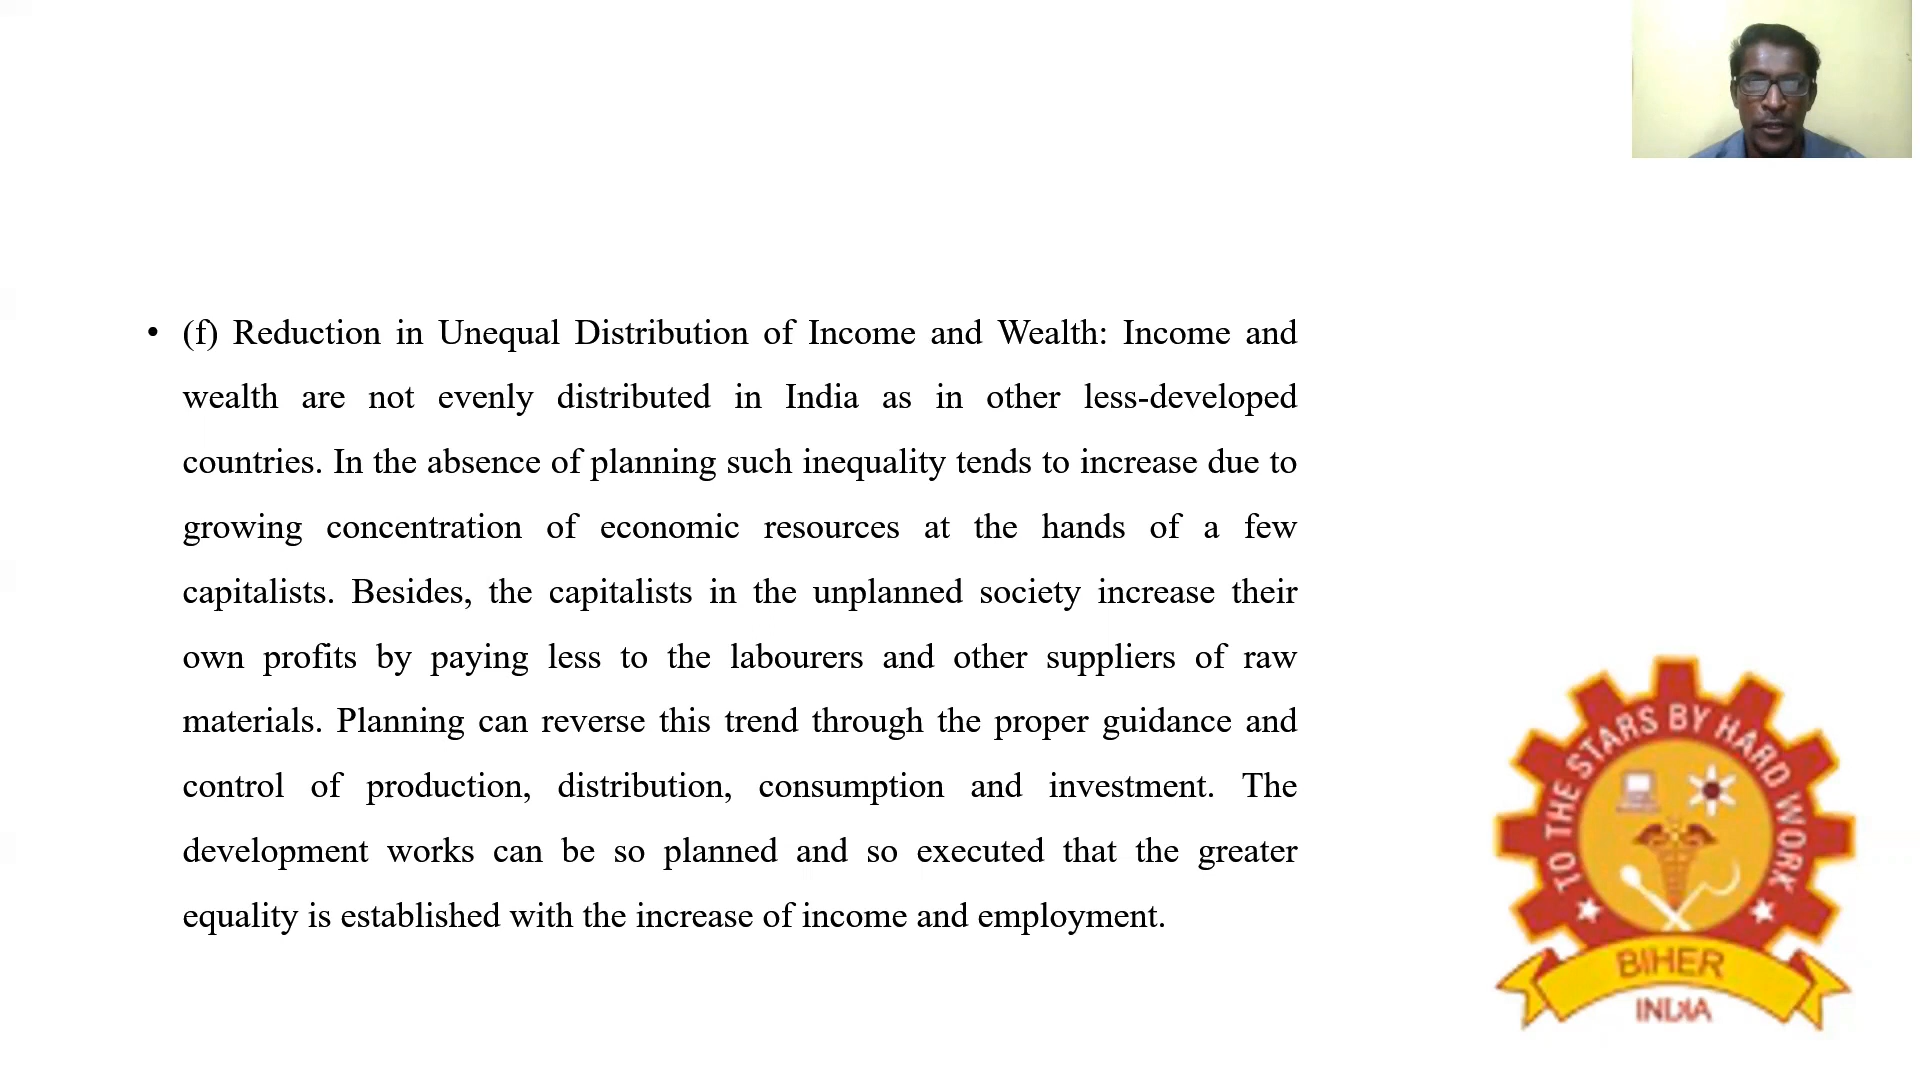 • (f) Reduction in Unequal Distribution of Income and Wealth: Income and
wealth are not evenly distributed in India as in other less-developed
countries. In the absence of planning such inequality tends to increase due to
growing concentration of economic resources at the hands of a few
capitalists. Besides, the capitalists in the unplanned society increase their
own profits by paying less to the labourers and other suppliers of raw
materials. Planning can reverse this trend through the proper guidance and
control of production, distribution, consumption and investment. The
development works can be so planned and so executed that the greater
equality is established with the increase of income and employment.
TO THE STARS BY HARD WORK
BIHER
INDIA